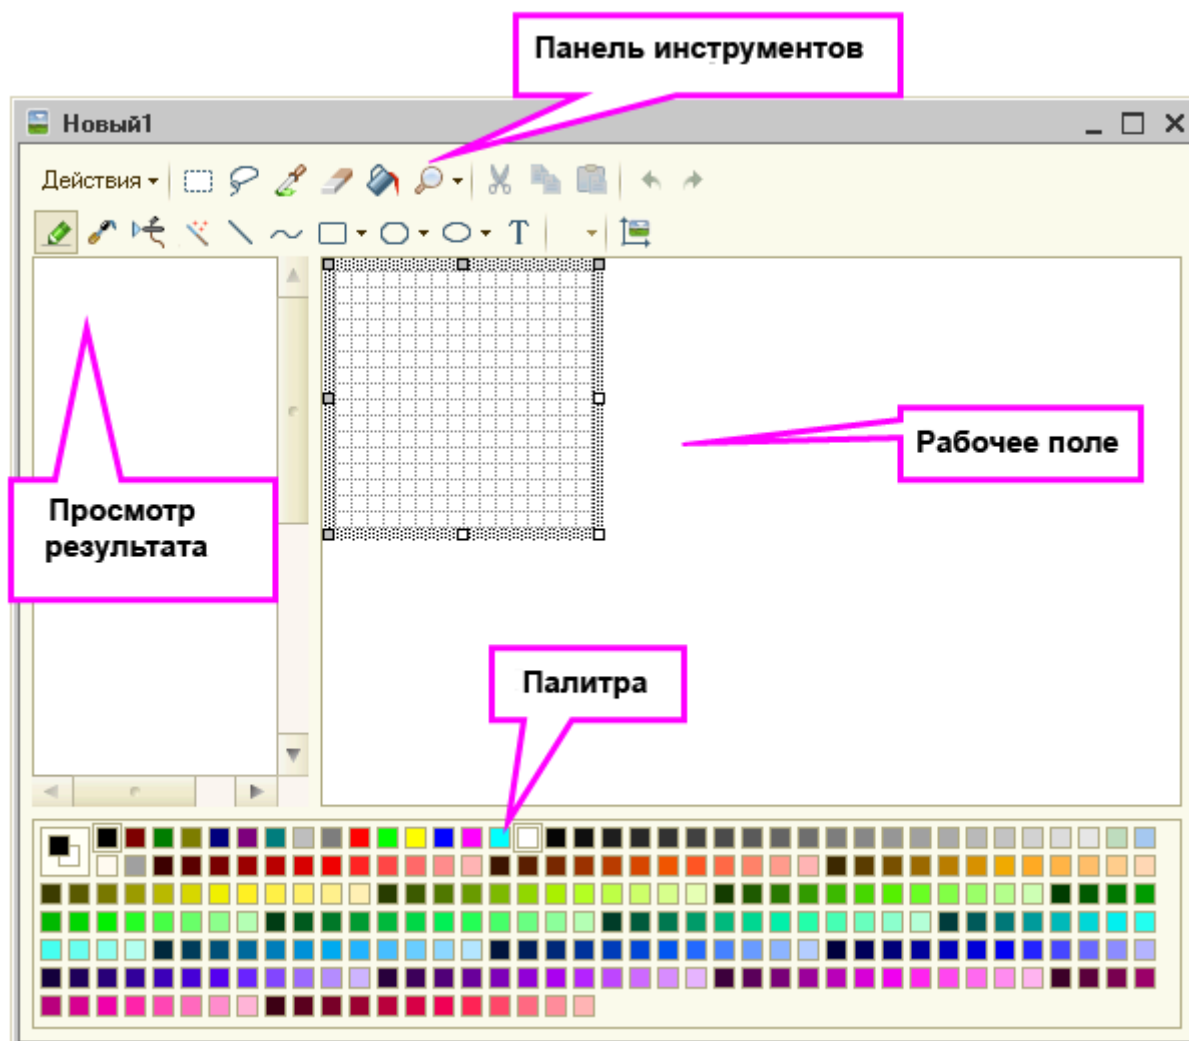 Панель инструментов
Новый1
Действия
T
Рабочее поле
Просмотр
результата
Палитра